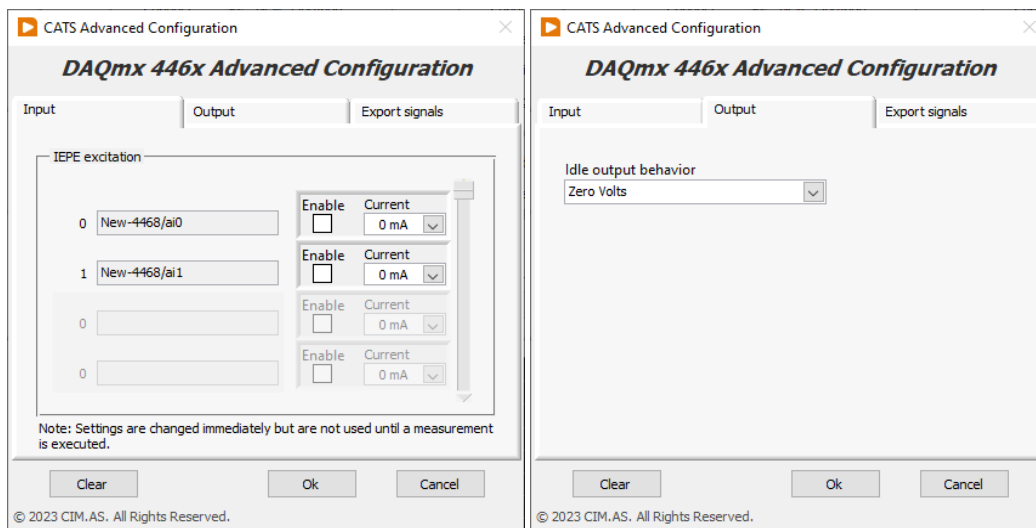 CATS Advanced Configuration
DAQmx 446x Advanced Configuration
Input Output Export signals
IEPE excitation
Enable Current
0 New-4468/ai0 0 mA
Enable Current
1 New-4468/ai1 0 mA
Enable Current
0 0 mA
Enable Current
0 0 mA
Note: Settings are changed immediately but are not used until a measurement
is executed.
Clear Ok Cancel
© 2023 CIM.AS. All Rights Reserved.
CATS Advanced Configuration
DAQmx 446x Advanced Configuration
Input Output Export signals
Idle output behavior
Zero Volts
Clear Ok Cancel
© 2023 CIM.AS. All Rights Reserved.